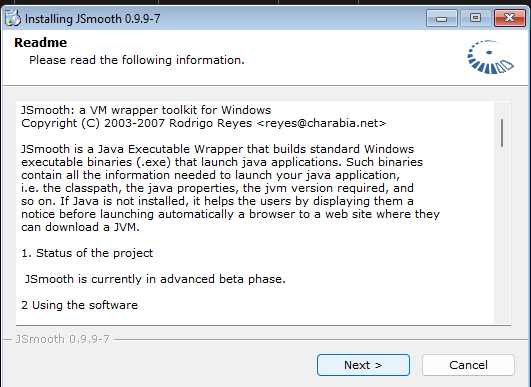 Installing JSmooth 0.9.9-7
Readme
Please read the following information.
JSmooth: a VM wrapper toolkit for Windows
Copyright (C) 2003-2007 Rodrigo Reyes <reyes@charabia.net>
JSmooth is a Java Executable Wrapper that builds standard Windows
executable binaries (.exe) that launch java applications. Such binaries
contain all the information needed to launch your java application,
i.e. the classpath, the java properties, the jvm version required, and
so on. If Java is not installed, it helps the users by displaying them a
notice before launching automatically a browser to a web site where they
can download a JVM.
1. Status of the project
JSmooth is currently in advanced beta phase.
2 Using the software
JSmooth 0.9.9-7
Next >
Cancel